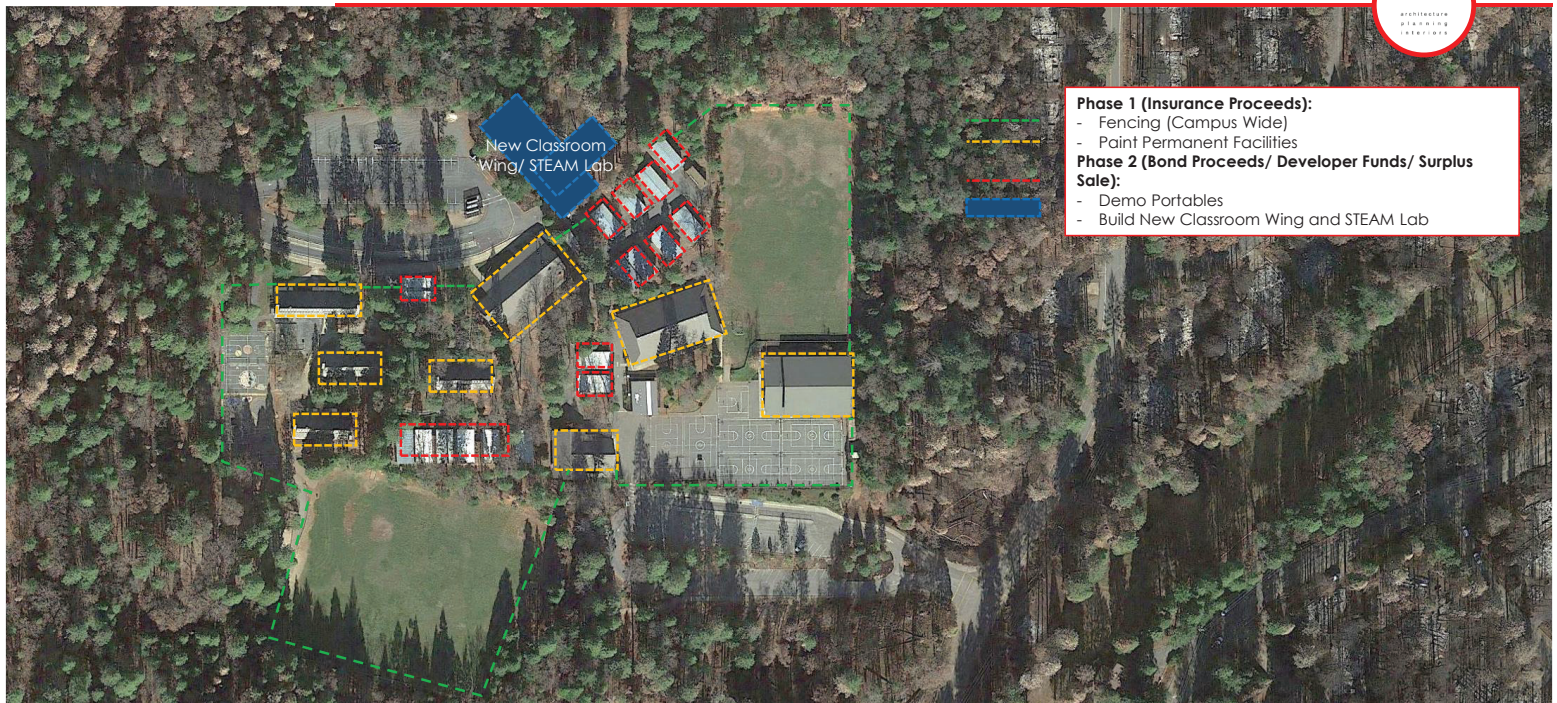 architecture
planning
interiors
Phase 1 (Insurance Proceeds):
- Fencing (Campus Wide)
- Paint Permanent Facilities
Phase 2 (Bond Proceeds/ Developer Funds/ Surplus
Sale):
- Demo Portables
- Build New Classroom Wing and STEAM Lab
New Classroom
Wing/ STEAM Lab